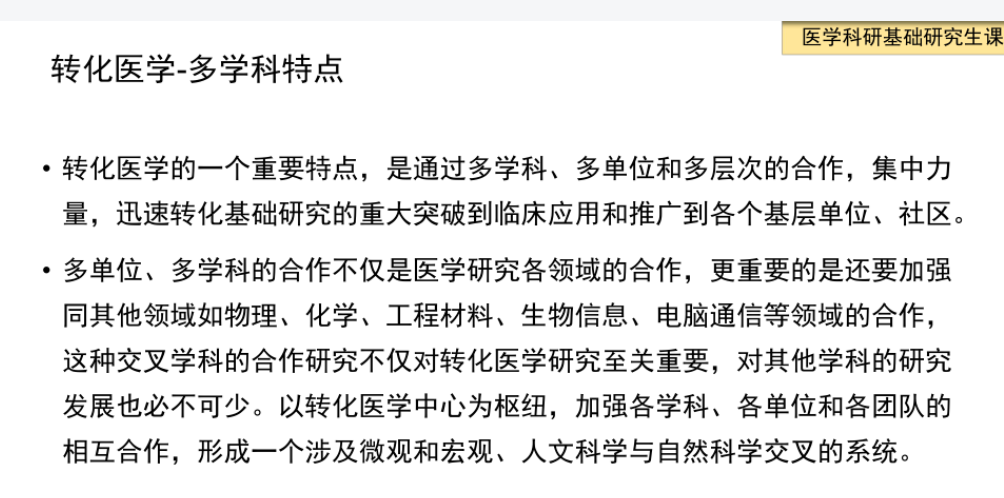 医学科研基础研究生课
转化医学-多学科特点
• 转化医学的一个重要特点，是通过多学科、多单位和多层次的合作，集中力
量，迅速转化基础研究的重大突破到临床应用和推广到各个基层单位、社区。
• 多单位、多学科的合作不仅是医学研究各领域的合作，更重要的是还要加强
同其他领域如物理、化学、工程材料、生物信息、电脑通信等领域的合作，
这种交叉学科的合作研究不仅对转化医学研究至关重要，对其他学科的研究
发展也必不可少。以转化医学中心为枢纽，加强各学科、各单位和各团队的
相互合作，形成一个涉及微观和宏观、人文科学与自然科学交叉的系统。